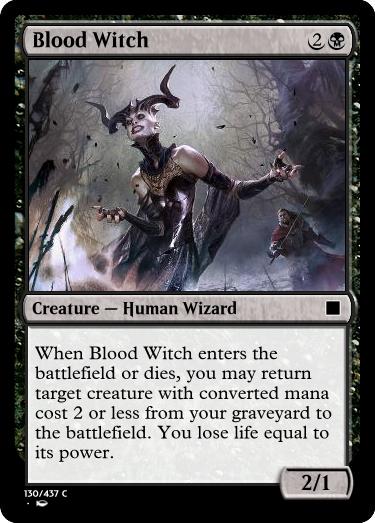 Blood Witch 2
Creature — Human Wizard
When Blood Witch enters the
battlefield or dies, you may return
target creature with converted mana
cost 2 or less from your graveyard to
the battlefield. You lose life equal to
its power.
2/1
130/437 C